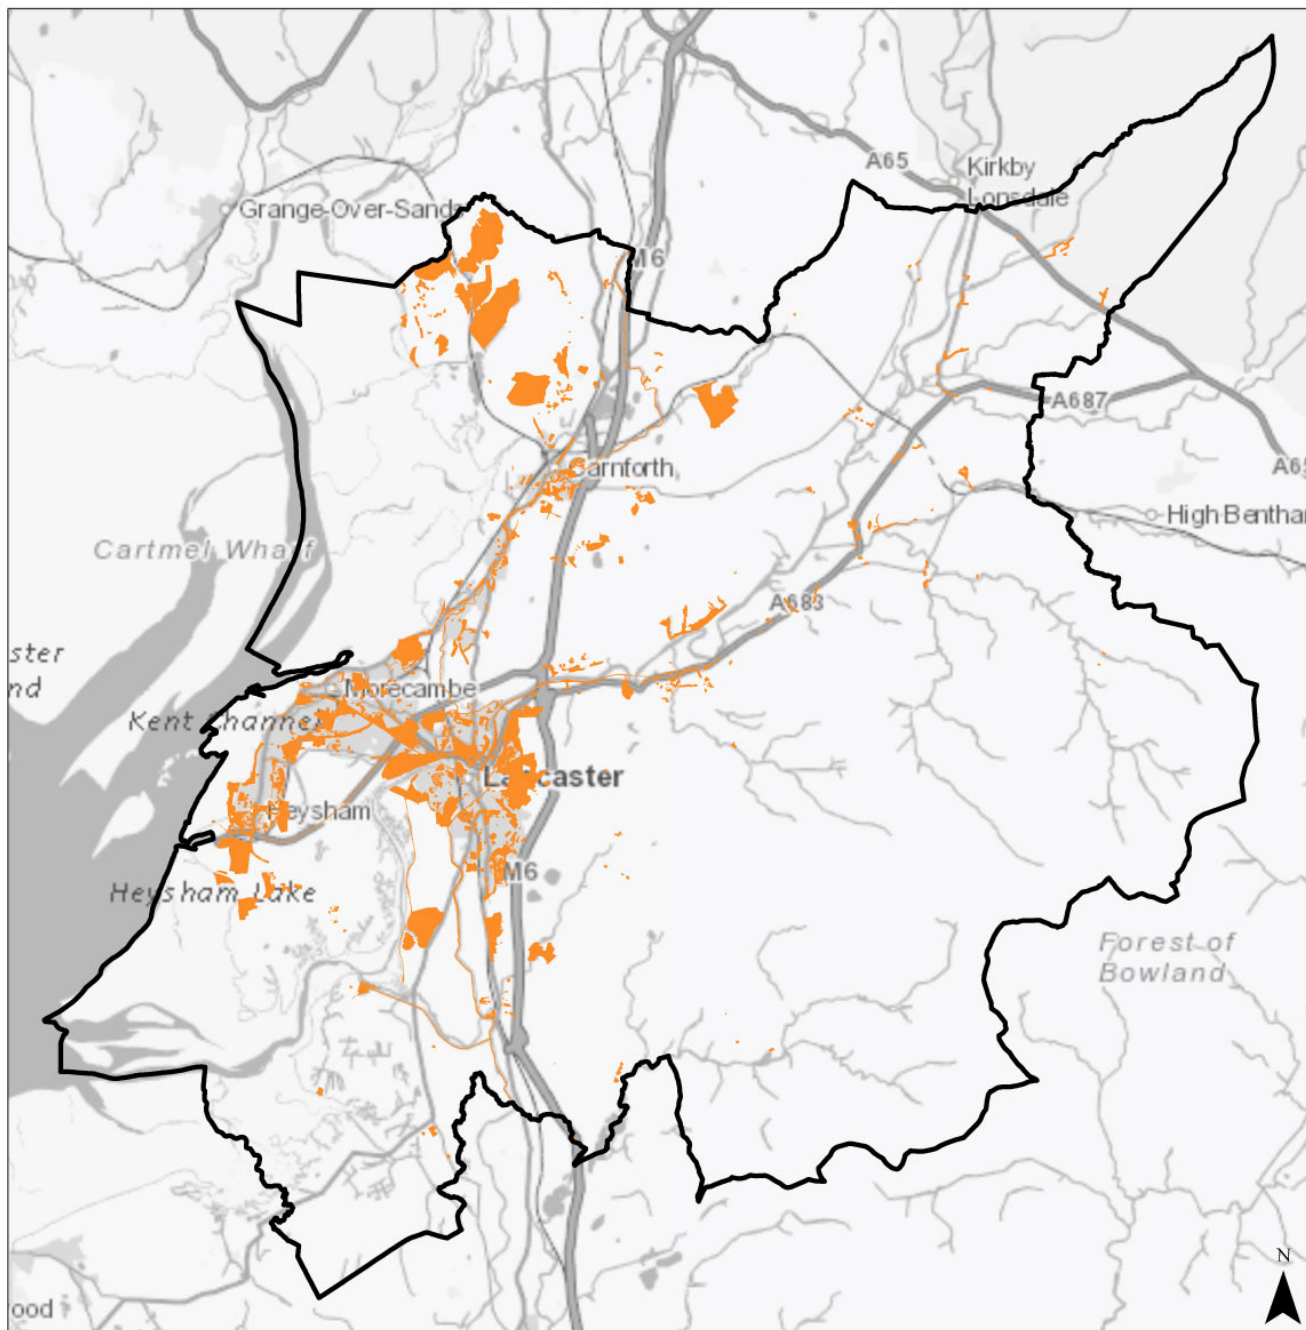 A65
Kirkby
Lonsdale
Grange-Over-Sands
M6
A687
A65
Carnforth
High Bentham
Cartmel Wharf
A683
ster
nd
Morecambe
Kent Channel
Lancaster
Heysham
M6
Heysham Lake
Forest of
Bowland
N
ood